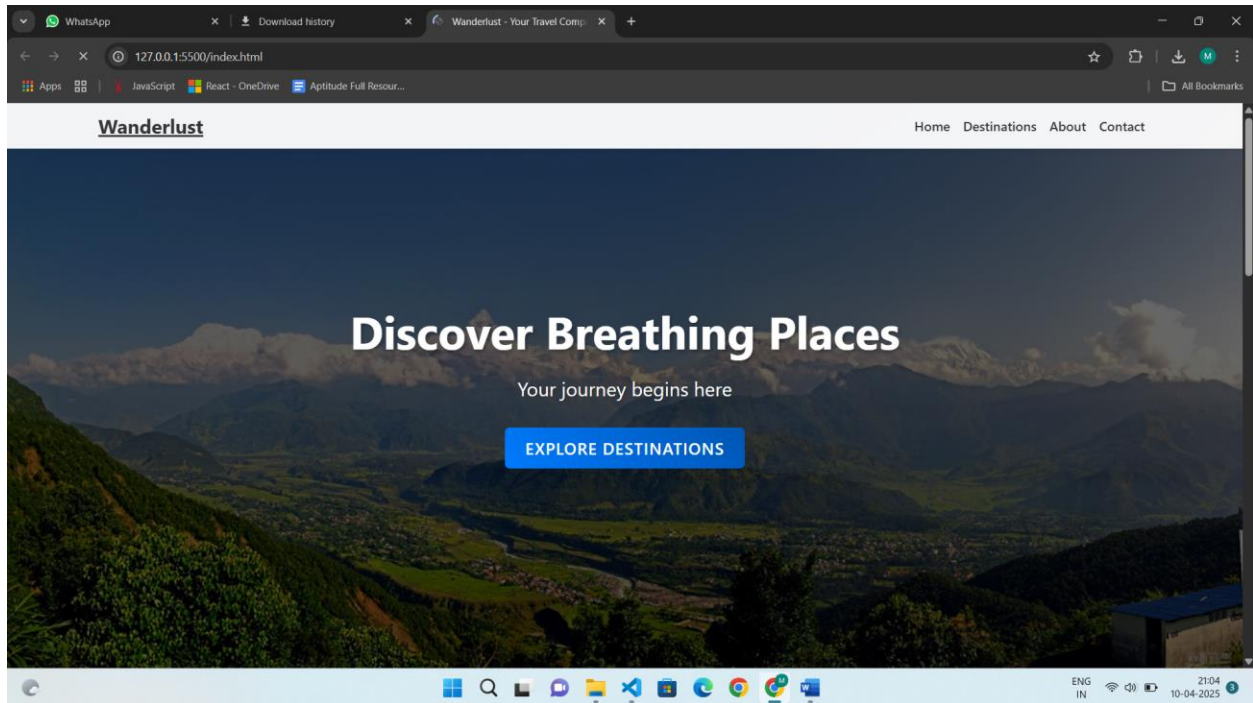 WhatsApp
Download history
Wanderlust - Your Travel Comp
127.0.0.1:5500/index.html
M
Apps JavaScript React - OneDrive Aptitude Full Resour... All Bookmarks
Wanderlust
Home Destinations About Contact
Discover Breathing Places
Your journey begins here
EXPLORE DESTINATIONS
ENG 21:04
IN 10-04-2025 3